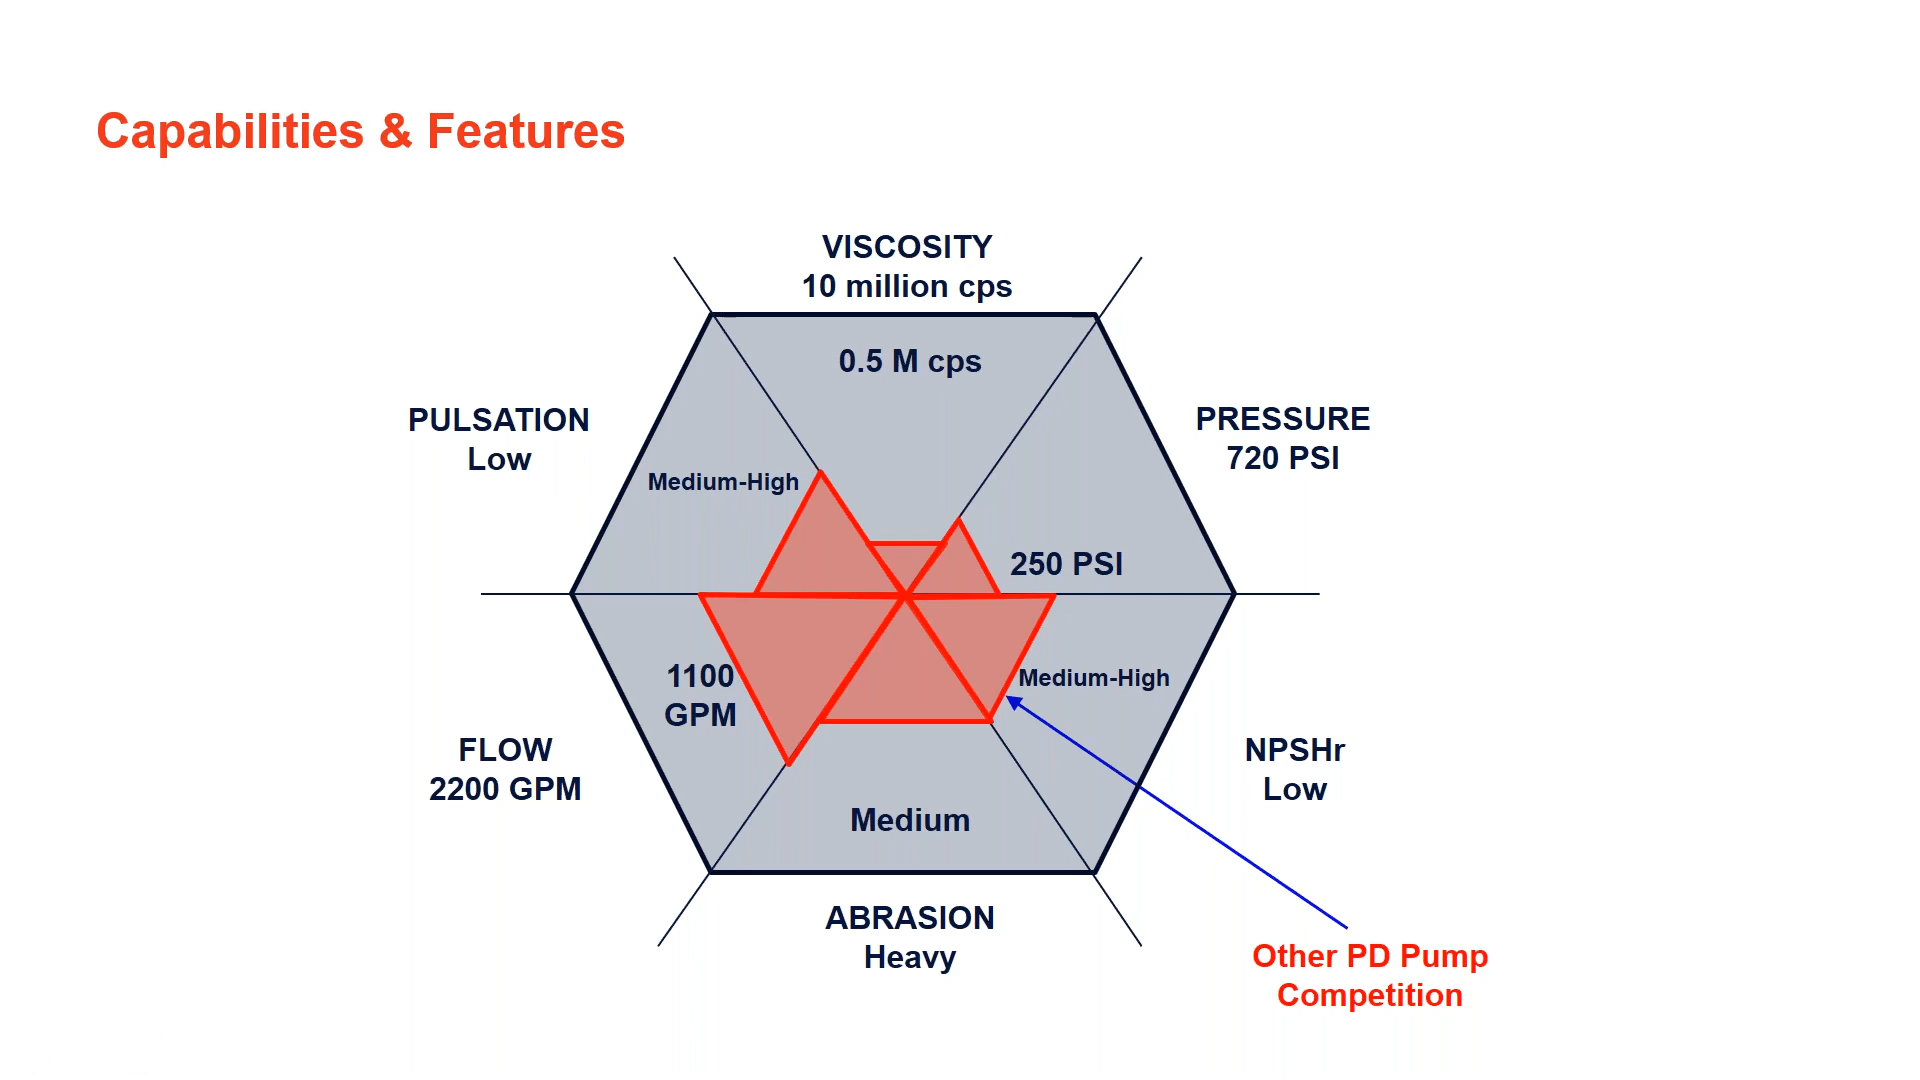 Capabilities & Features
VISCOSITY
10 million cps
0.5 M cps
PULSATION
Low
Medium-High
PRESSURE
720 PSI
250 PSI
1100
GPM
Medium-High
FLOW
2200 GPM
NPSHr
Low
Medium
ABRASION
Heavy
Other PD Pump
Competition